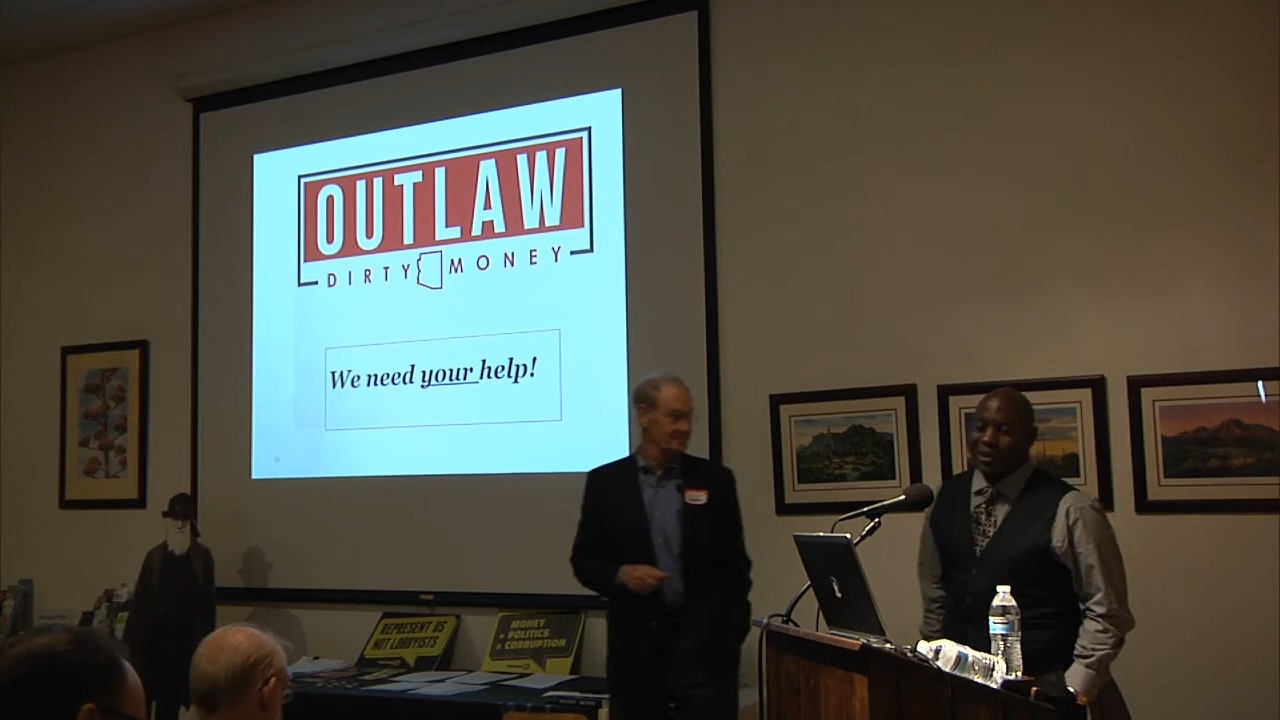 OUTLAW
DIRTY MONEY
We need your help!
REPRESENT US
NOT LOBBYISTS
MONEY
+ POLITICS
= CORRUPTION